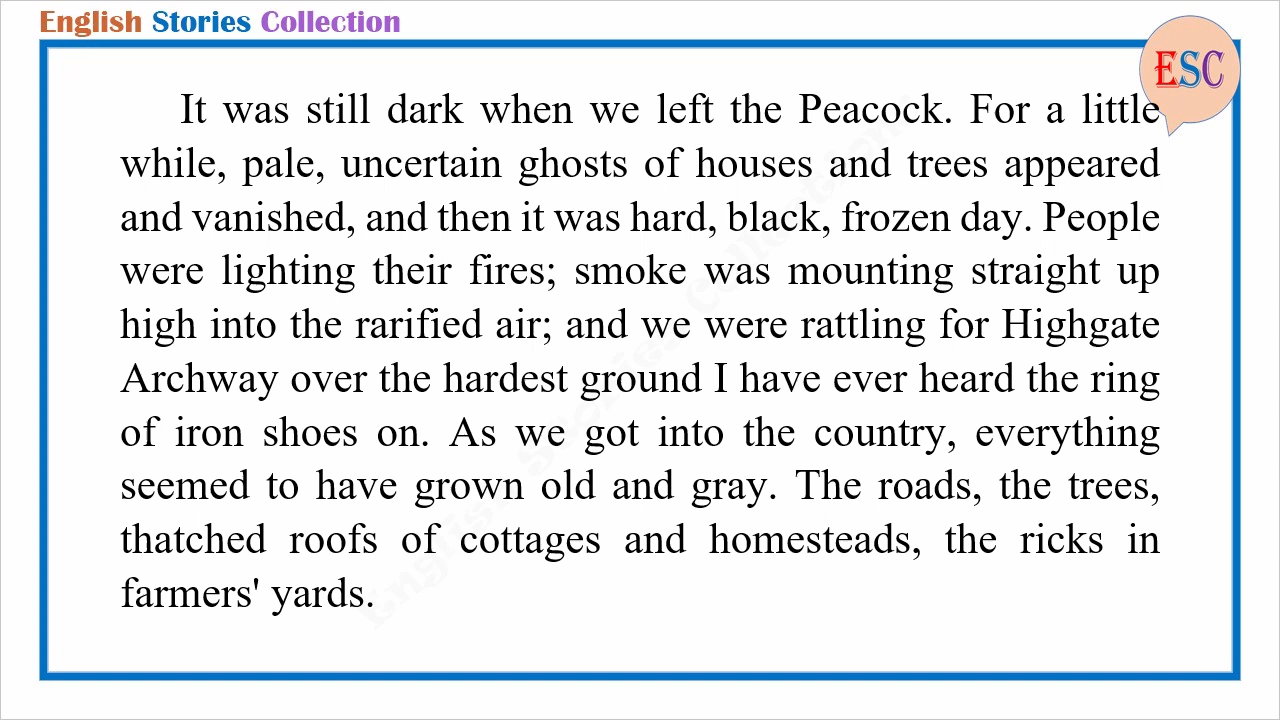 English Stories Collection
ESC
It was still dark when we left the Peacock. For a little
while, pale, uncertain ghosts of houses and trees appeared
and vanished, and then it was hard, black, frozen day. People
were lighting their fires; smoke was mounting straight up
high into the rarified air; and we were rattling for Highgate
Archway over the hardest ground I have ever heard the ring
of iron shoes on. As we got into the country, everything
seemed to have grown old and gray. The roads, the trees,
thatched roofs of cottages and homesteads, the ricks in
farmers' yards.
English Stories Collection